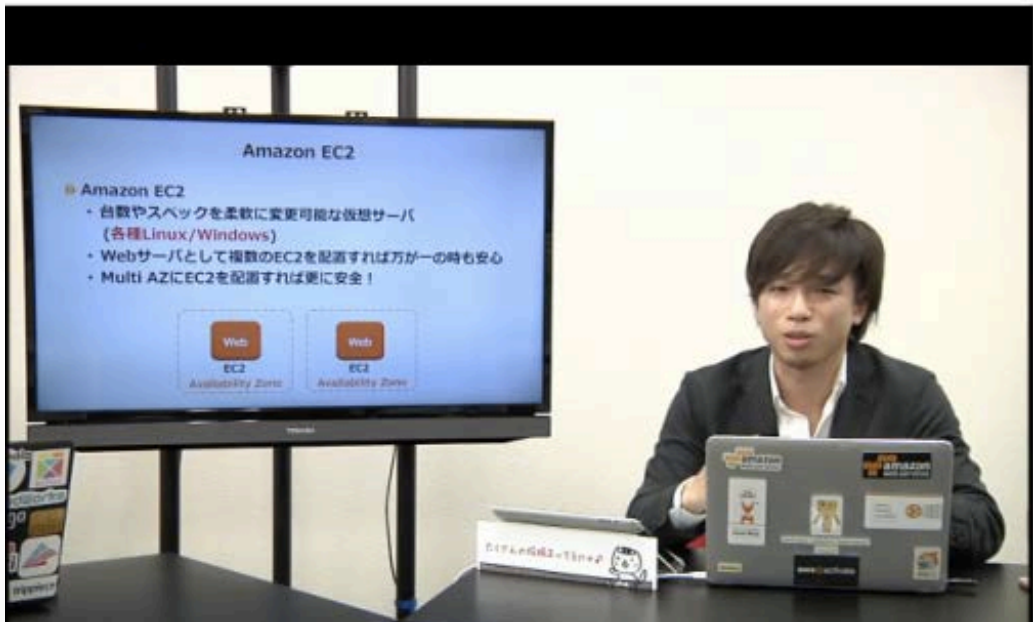 Amazon EC2
Amazon EC2
・ 台数やスペックを柔軟に変更可能な仮想サーバ
(各種Linux/Windows)
・ Webサーバとして複数のEC2を配置すれば万が一の時も安心
・ Multi AZにEC2を配置すれば更に安全！
Web
Web
EC2
EC2
Availability Zone
Availability Zone
TOSHIBA
amazon
amazon
web services